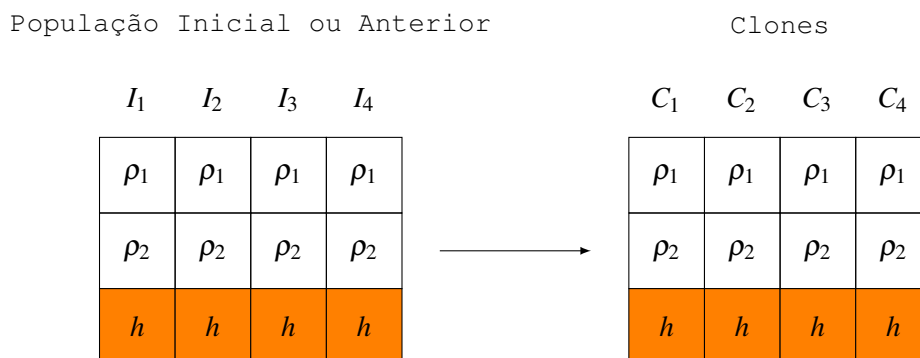 População Inicial ou Anterior Clones
I₁ I₂ I₃ I₄ C₁ C₂ C₃ C₄
ρ₁ ρ₁ ρ₁ ρ₁ ρ₁ ρ₁ ρ₁ ρ₁
ρ₂ ρ₂ ρ₂ ρ₂ ρ₂ ρ₂ ρ₂ ρ₂
h h h h h h h h